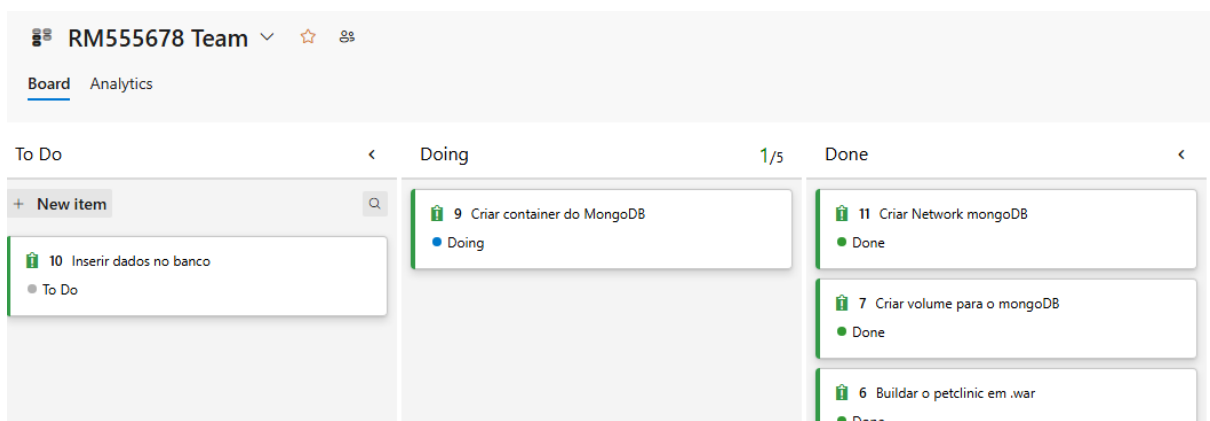 RM555678 Team
Board Analytics
To Do
+ New item
10 Inserir dados no banco
To Do
Doing 1/5
9 Criar container do MongoDB
Doing
Done
11 Criar Network mongoDB
Done
7 Criar volume para o mongoDB
Done
6 Buildar o petclinic em .war
Done